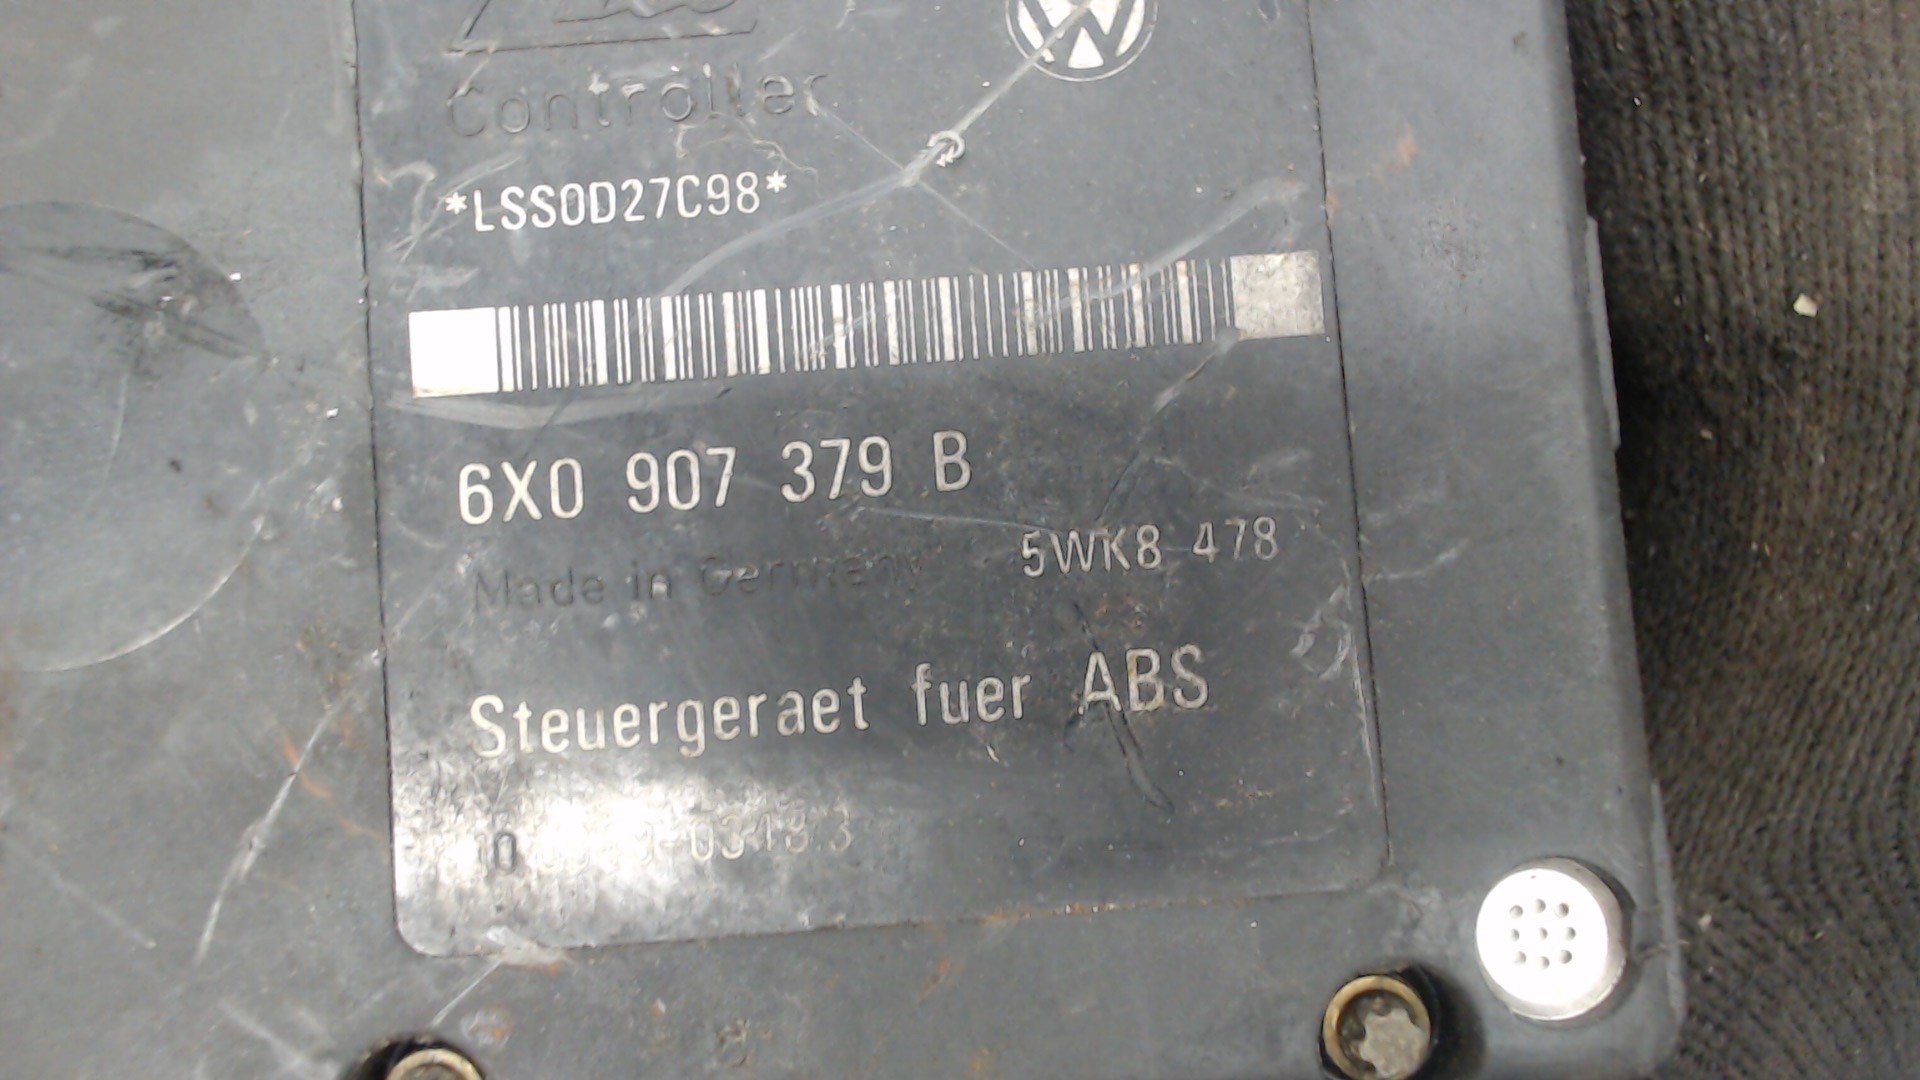 Controller
*LSS0D27C98*
6X0 907 379 B
Made in Germany 5WK8 478
Steuergeraet fuer ABS